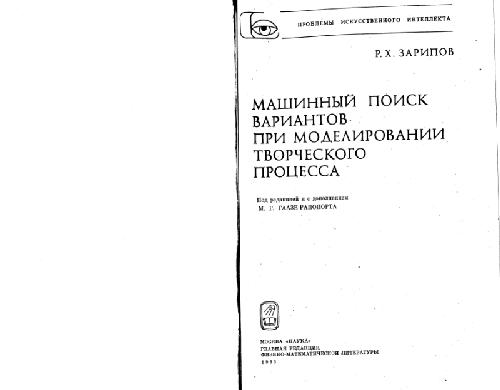 ПРОБЛЕМЫ ИСКУССТВЕННОГО ИНТЕЛЛЕКТА
Р. Х. ЗАРИПОВ
МАШИННЫЙ ПОИСК
ВАРИАНТОВ
ПРИ МОДЕЛИРОВАНИИ
ТВОРЧЕСКОГО
ПРОЦЕССА
Под редакцией и с дополнением
М. Г. ГААЗЕ-РАПОПОРТА
МОСКВА «НАУКА»
ГЛАВНАЯ РЕДАКЦИЯ
ФИЗИКО-МАТЕМАТИЧЕСКОЙ ЛИТЕРАТУРЫ